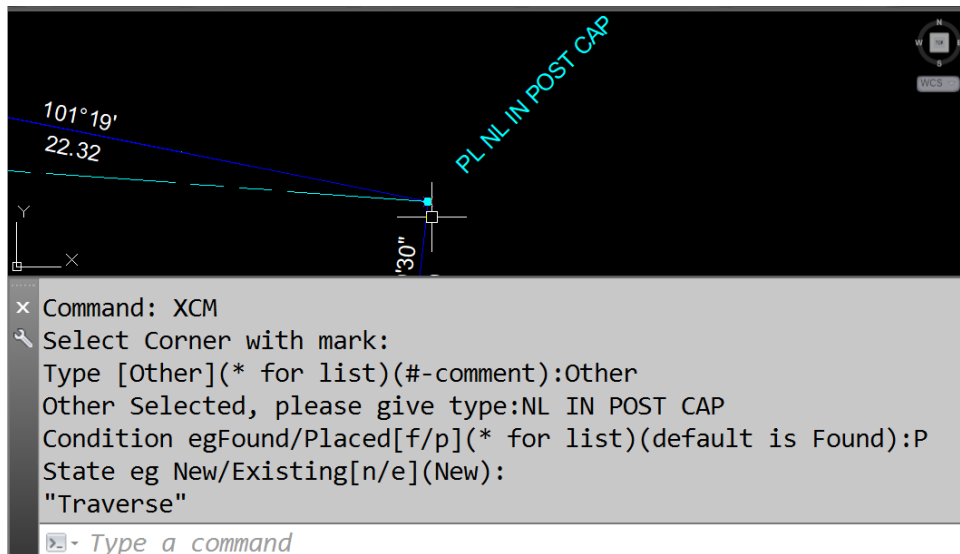 PL NL IN POST CAP
N
W
S
WCS
101°19'
22.32
'30"
Y
X
Command: XCM
Select Corner with mark:
Type [Other](* for list)(#-comment):Other
Other Selected, please give type:NL IN POST CAP
Condition egFound/Placed[f/p](* for list)(default is Found):P
State eg New/Existing[n/e](New):
"Traverse"
Type a command